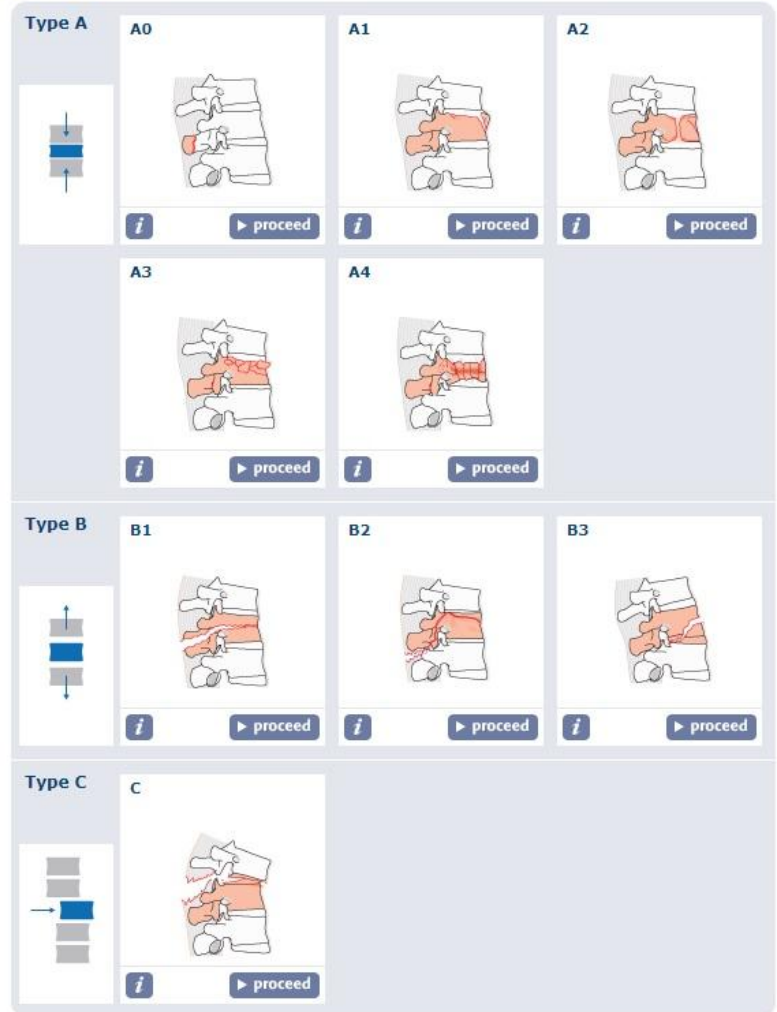 Type A
A0
A1
A2
i
proceed
i
proceed
i
proceed
A3
A4
i
proceed
i
proceed
Type B
B1
B2
B3
i
proceed
i
proceed
i
proceed
Type C
C
i
proceed